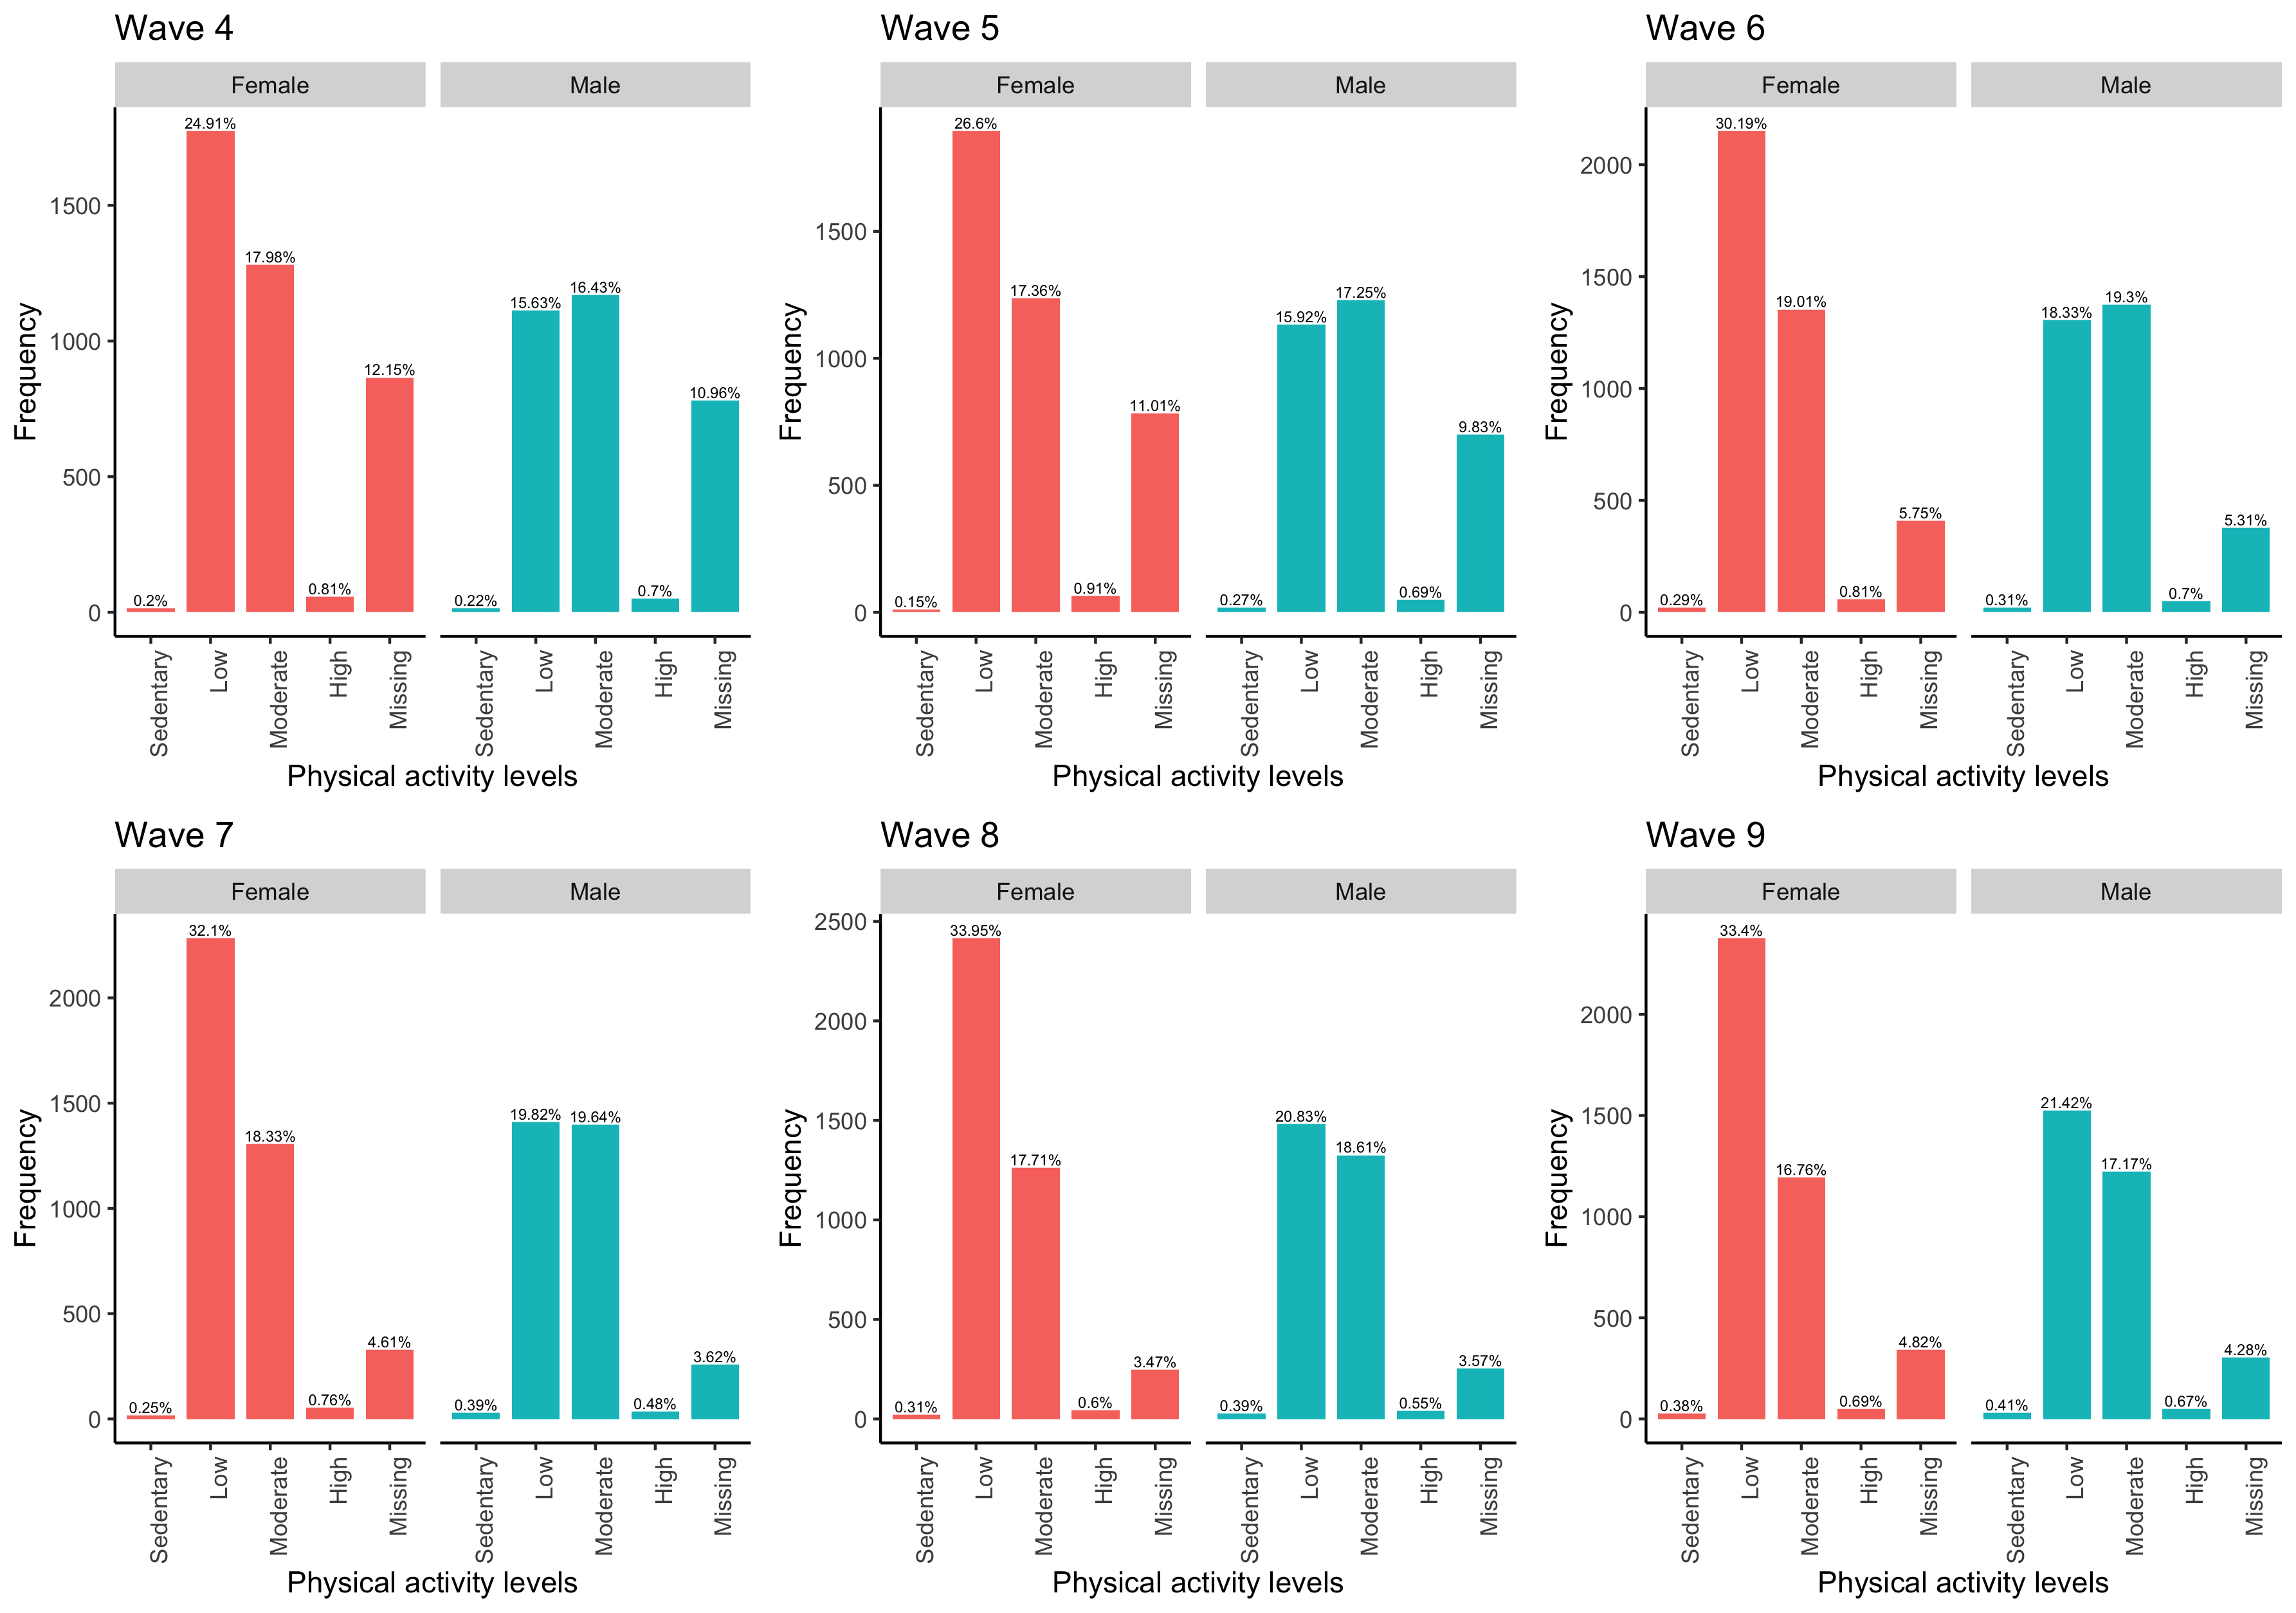 Wave 4
Female
Male
Frequency
1500
1000
500
0
24.91%
17.98%
12.15%
0.2%
0.81%
15.63%
16.43%
10.96%
0.22%
0.7%
Sedentary
Low
Moderate
High
Missing
Sedentary
Low
Moderate
High
Missing
Physical activity levels
Wave 5
Female
Male
Frequency
1500
1000
500
0
26.6%
17.36%
11.01%
0.15%
0.91%
15.92%
17.25%
9.83%
0.27%
0.69%
Sedentary
Low
Moderate
High
Missing
Sedentary
Low
Moderate
High
Missing
Physical activity levels
Wave 6
Female
Male
Frequency
2000
1500
1000
500
0
30.19%
19.01%
5.75%
0.29%
0.81%
18.33%
19.3%
5.31%
0.31%
0.7%
Sedentary
Low
Moderate
High
Missing
Sedentary
Low
Moderate
High
Missing
Physical activity levels
Wave 7
Female
Male
Frequency
2000
1500
1000
500
0
32.1%
18.33%
4.61%
0.25%
0.76%
19.82%
19.64%
3.62%
0.39%
0.48%
Sedentary
Low
Moderate
High
Missing
Sedentary
Low
Moderate
High
Missing
Physical activity levels
Wave 8
Female
Male
Frequency
2500
2000
1500
1000
500
0
33.95%
17.71%
3.47%
0.31%
0.6%
20.83%
18.61%
3.57%
0.39%
0.55%
Sedentary
Low
Moderate
High
Missing
Sedentary
Low
Moderate
High
Missing
Physical activity levels
Wave 9
Female
Male
Frequency
2000
1500
1000
500
0
33.4%
16.76%
4.82%
0.38%
0.69%
21.42%
17.17%
4.28%
0.41%
0.67%
Sedentary
Low
Moderate
High
Missing
Sedentary
Low
Moderate
High
Missing
Physical activity levels